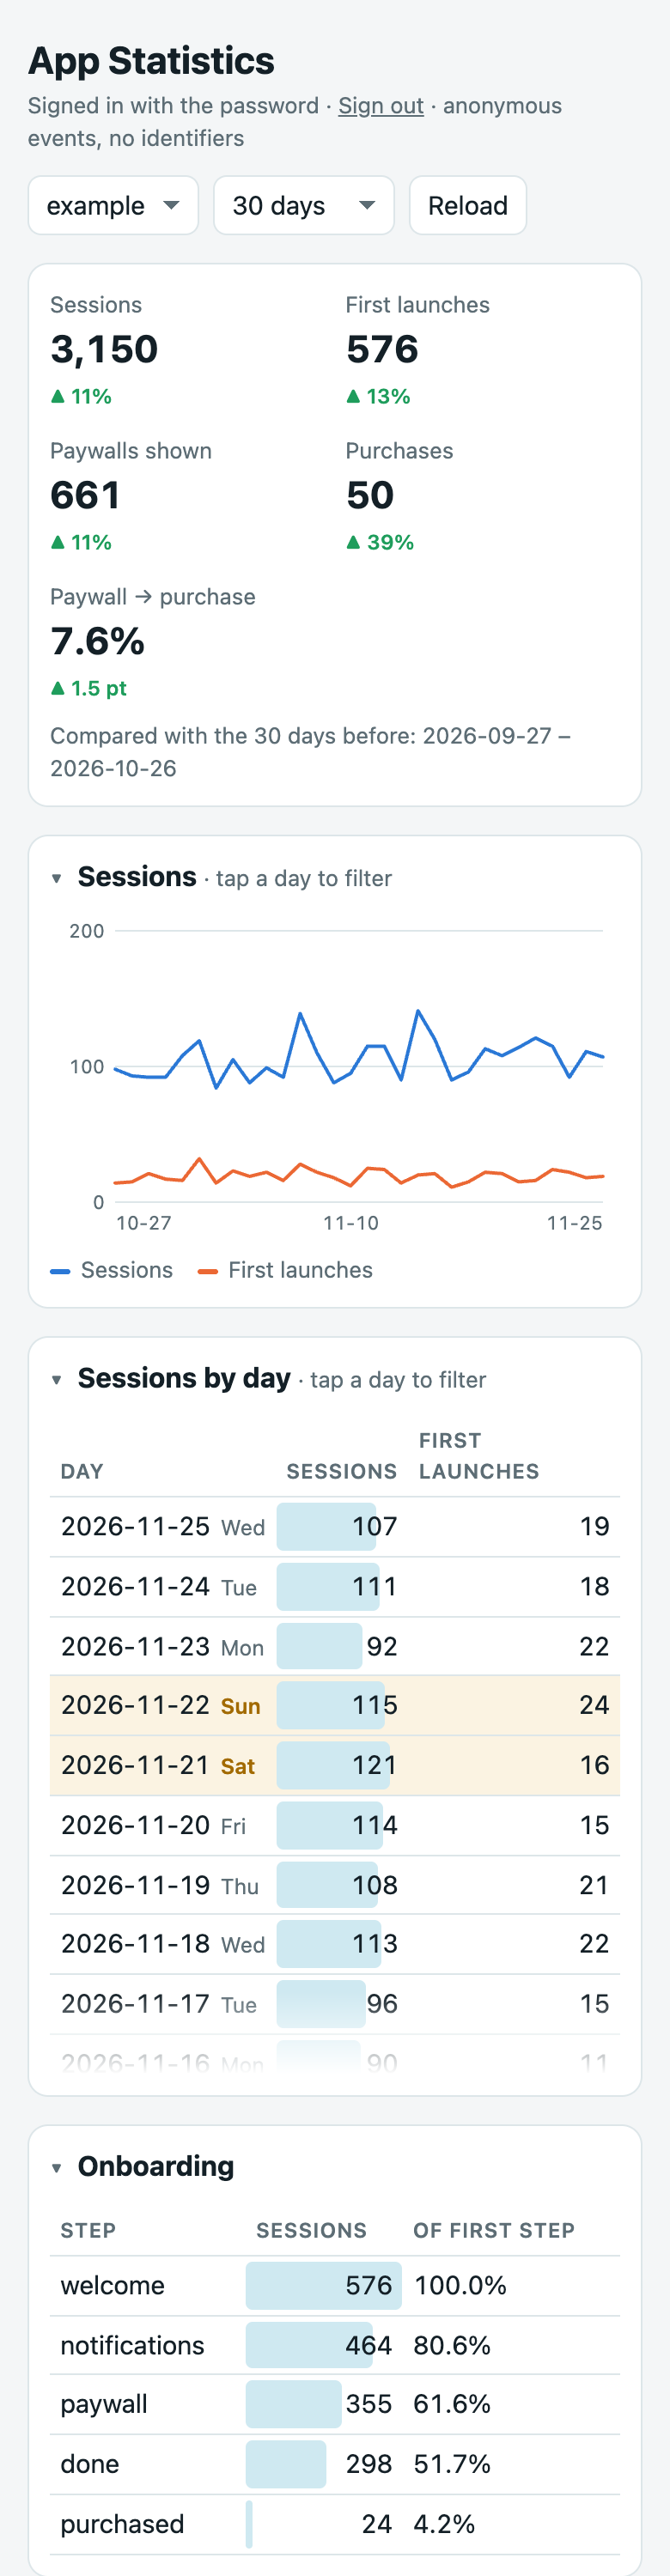 App Statistics
Signed in with the password · Sign out · anonymous
events, no identifiers
example 30 days Reload
Sessions First launches
3,150 576
▲ 11% ▲ 13%
Paywalls shown Purchases
661 50
▲ 11% ▲ 39%
Paywall → purchase
7.6%
▲ 1.5 pt
Compared with the 30 days before: 2026-09-27 –
2026-10-26
▼ Sessions · tap a day to filter
200
100
0
10-27 11-10 11-25
Sessions First launches
▼ Sessions by day · tap a day to filter
DAY SESSIONS FIRST
LAUNCHES
2026-11-25 Wed 107 19
2026-11-24 Tue 111 18
2026-11-23 Mon 92 22
2026-11-22 Sun 115 24
2026-11-21 Sat 121 16
2026-11-20 Fri 114 15
2026-11-19 Thu 108 21
2026-11-18 Wed 113 22
2026-11-17 Tue 96 15
2026-11-16 Mon 90 11
▼ Onboarding
STEP SESSIONS OF FIRST STEP
welcome 576 100.0%
notifications 464 80.6%
paywall 355 61.6%
done 298 51.7%
purchased 24 4.2%